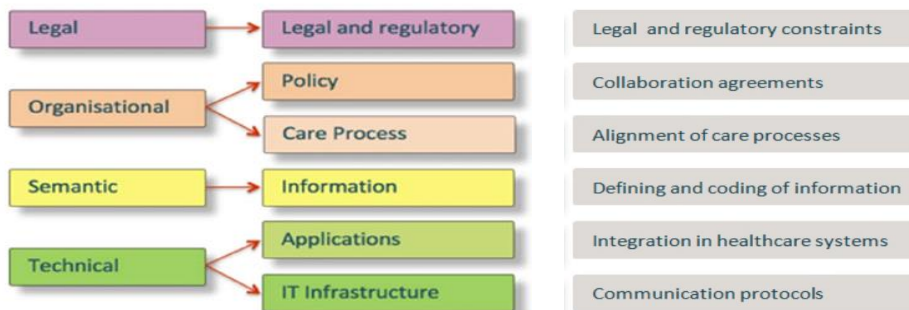 Legal
Legal and regulatory
Legal and regulatory constraints
Organisational
Policy
Collaboration agreements
Care Process
Alignment of care processes
Semantic
Information
Defining and coding of information
Technical
Applications
Integration in healthcare systems
IT Infrastructure
Communication protocols